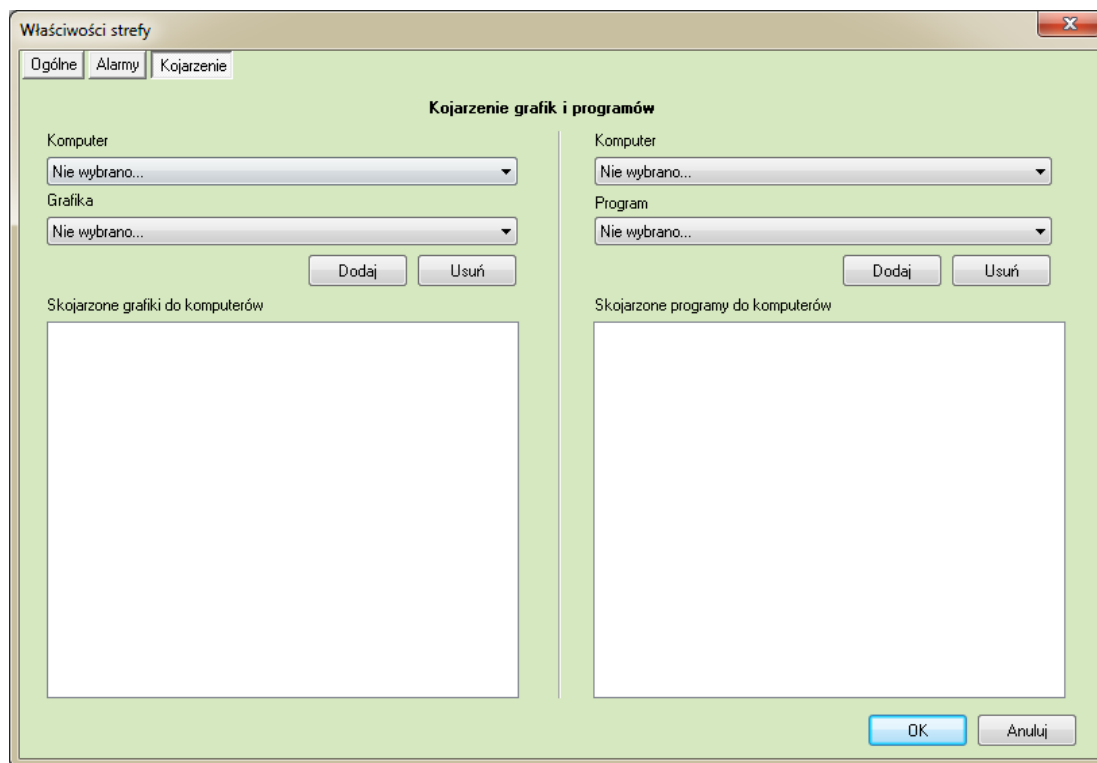 Właściwości strefy
Ogólne Alarmy Kojarzenie
Kojarzenie grafik i programów
Komputer
Nie wybrano...
Grafika
Nie wybrano...
Dodaj Usuń
Skojarzone grafiki do komputerów
Komputer
Nie wybrano...
Program
Nie wybrano...
Dodaj Usuń
Skojarzone programy do komputerów
OK Anuluj